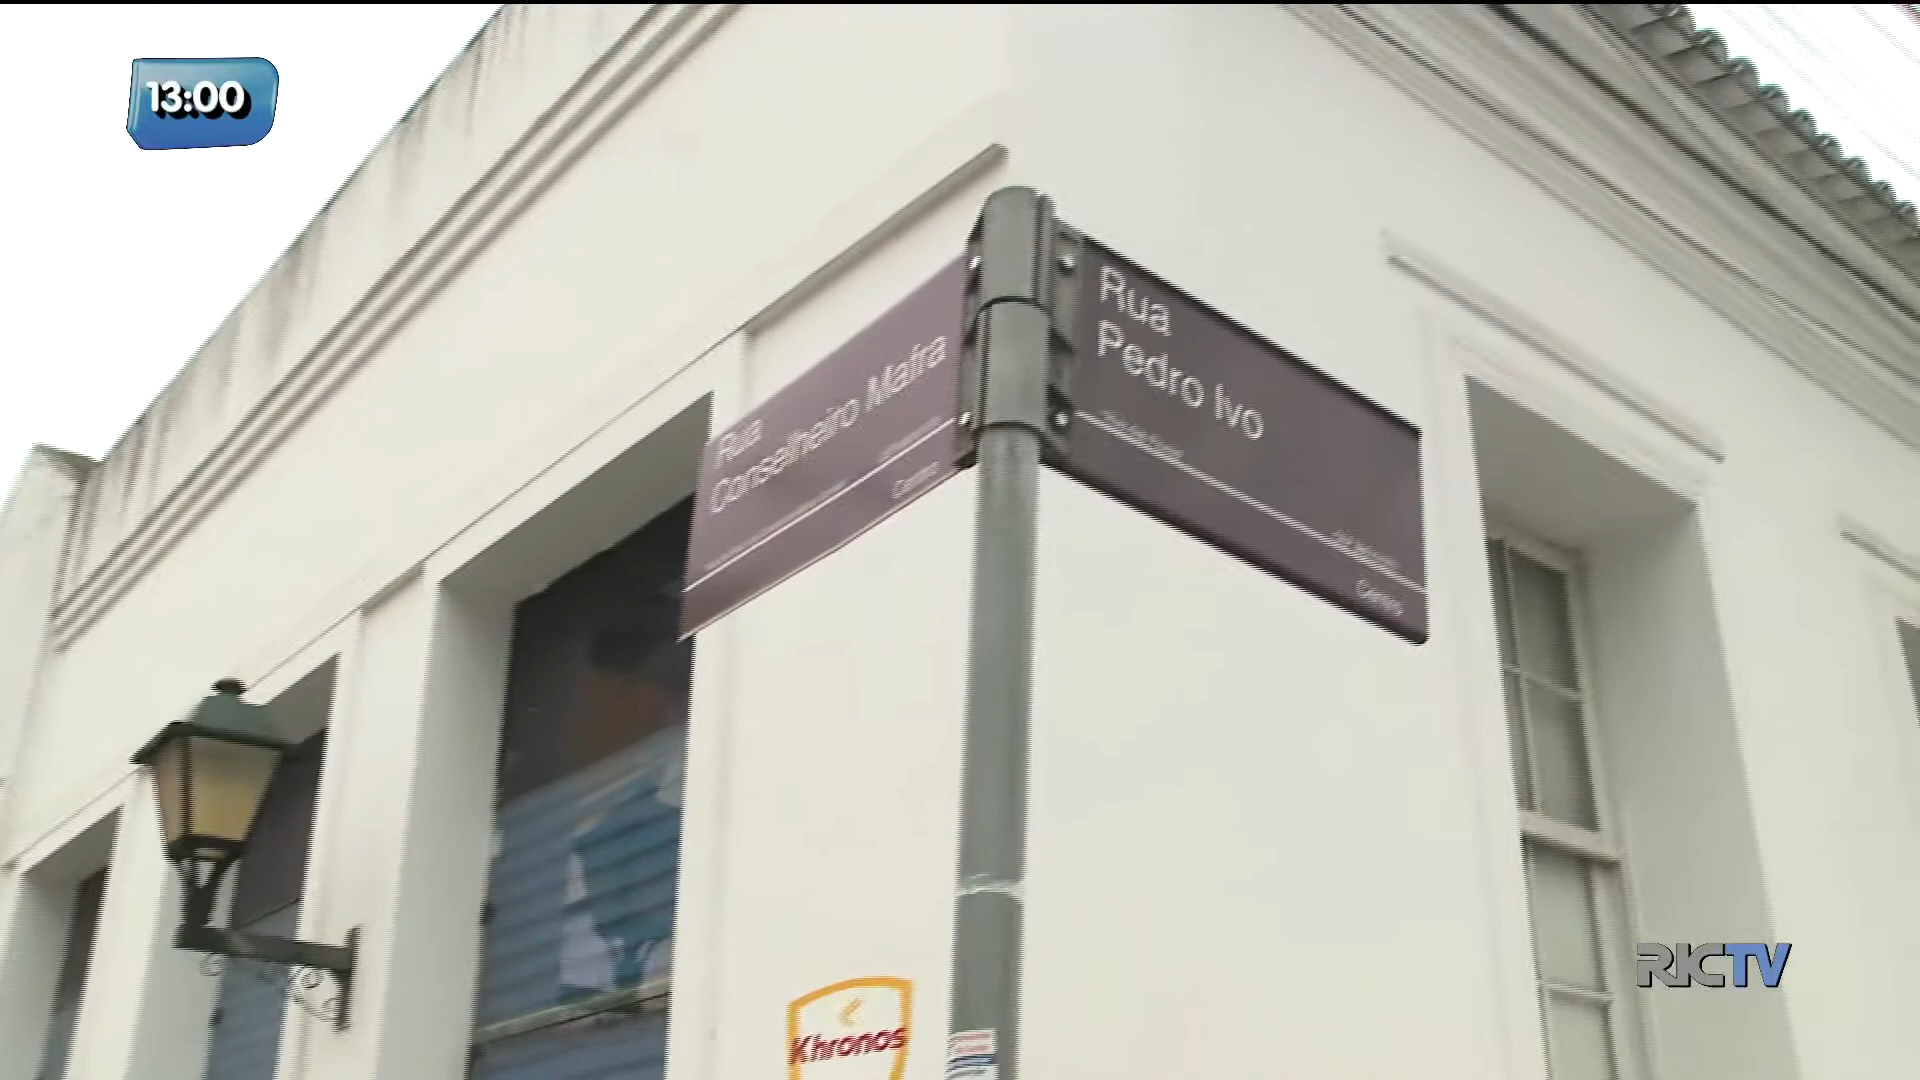 13:00
Rua
Conselheiro Mafra
Centro
Rua
Pedro Ivo
Centro
RICTV
Khronos